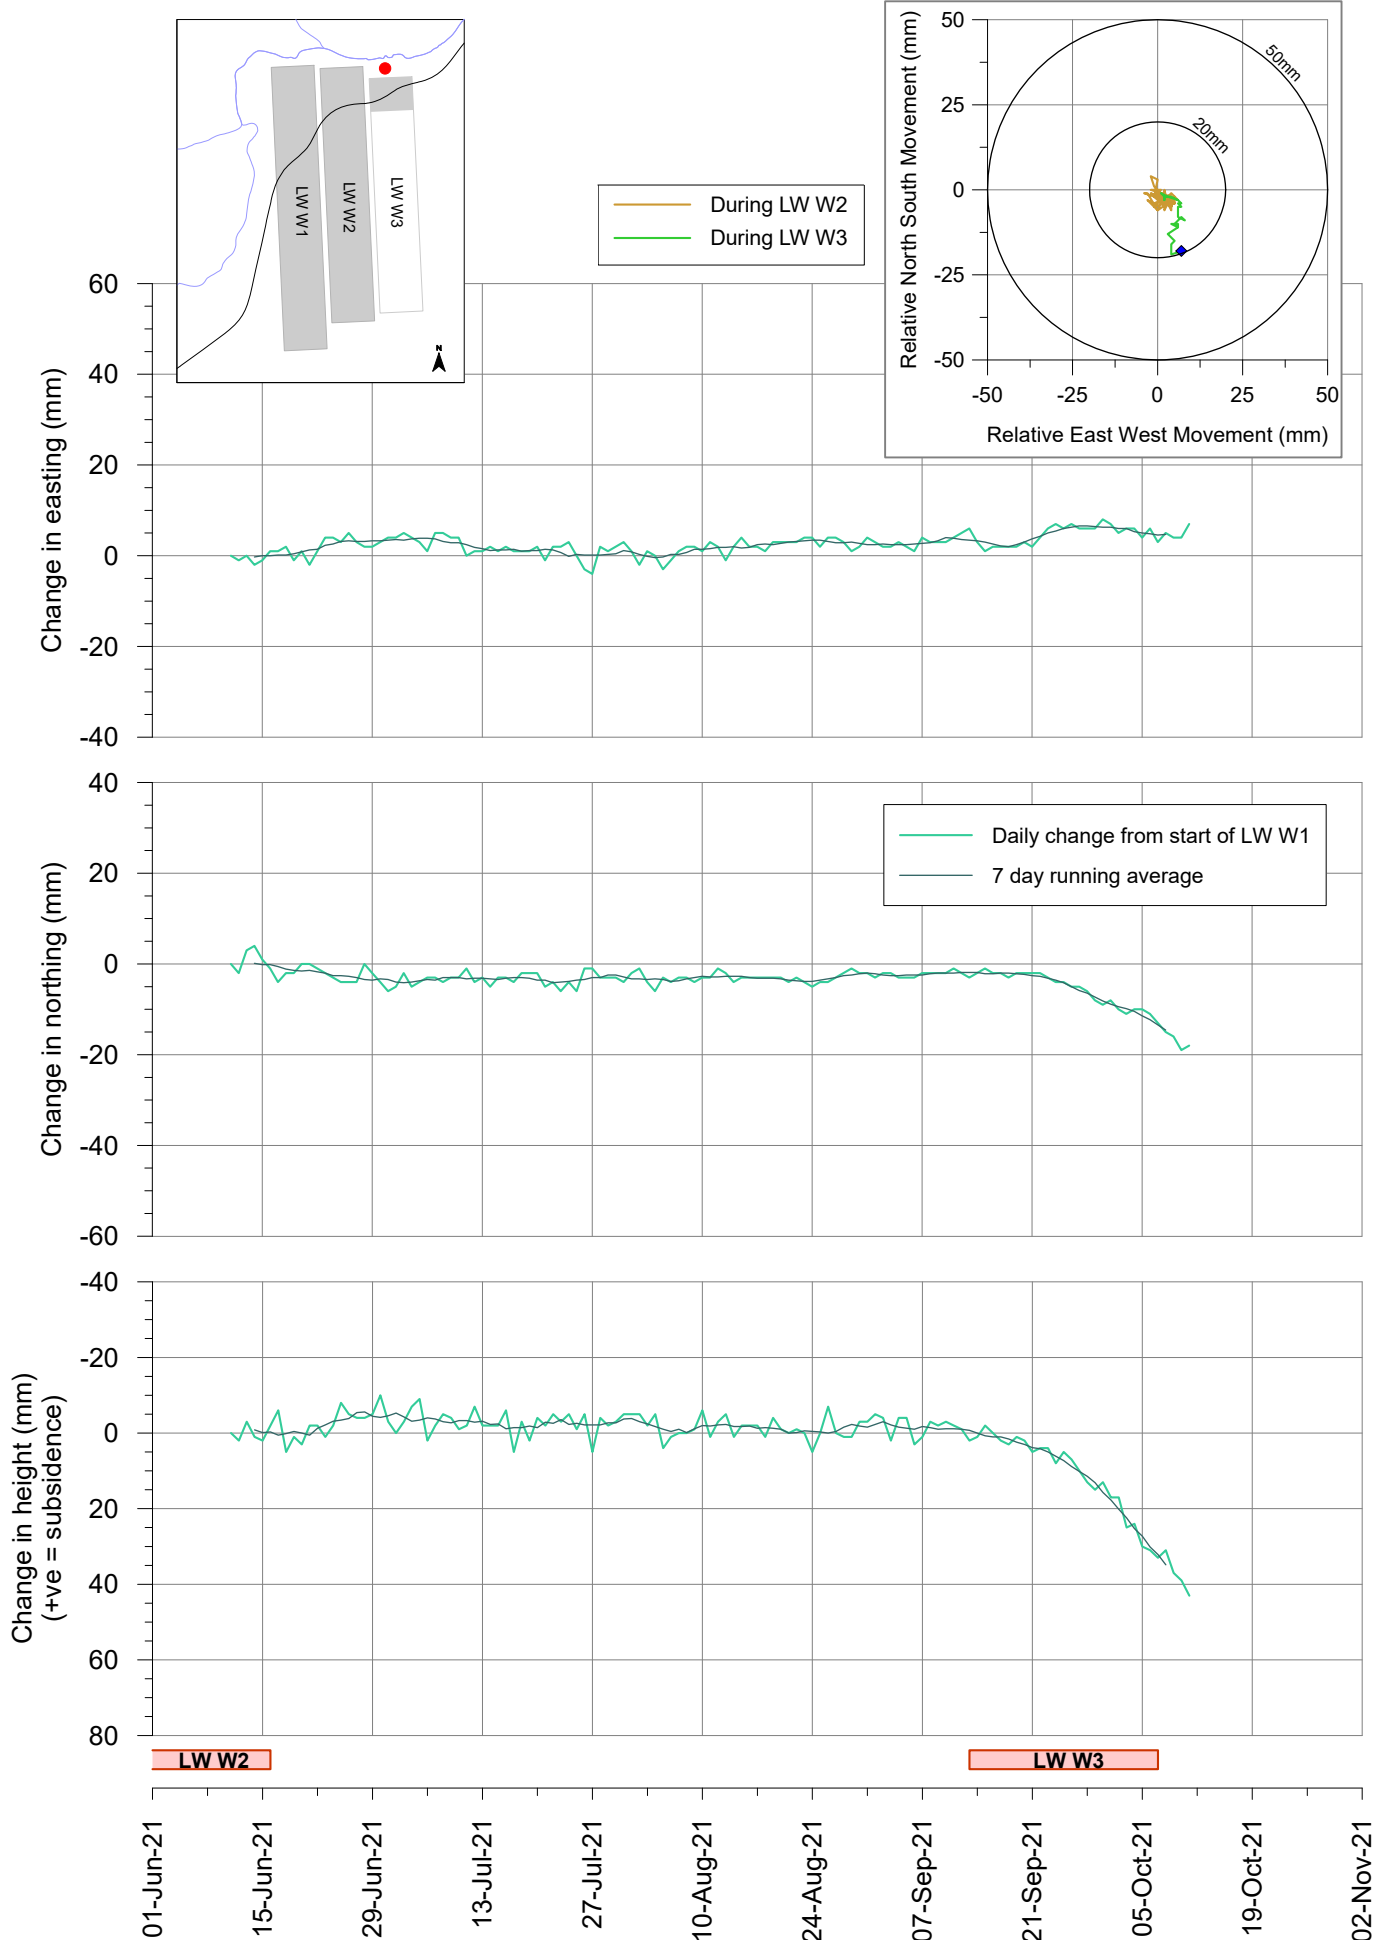 LW W1
LW W2
LW W3
N
During LW W2
During LW W3
Relative North South Movement (mm)
50
25
0
-25
-50
50mm
20mm
-50
-25
0
25
50
Relative East West Movement (mm)
Change in easting (mm)
60
40
20
0
-20
-40
Change in northing (mm)
40
20
0
-20
-40
-60
Daily change from start of LW W1
7 day running average
Change in height (mm)
(+ve = subsidence)
-40
-20
0
20
40
60
80
LW W2
LW W3
01-Jun-21
15-Jun-21
29-Jun-21
13-Jul-21
27-Jul-21
10-Aug-21
24-Aug-21
07-Sep-21
21-Sep-21
05-Oct-21
19-Oct-21
02-Nov-21